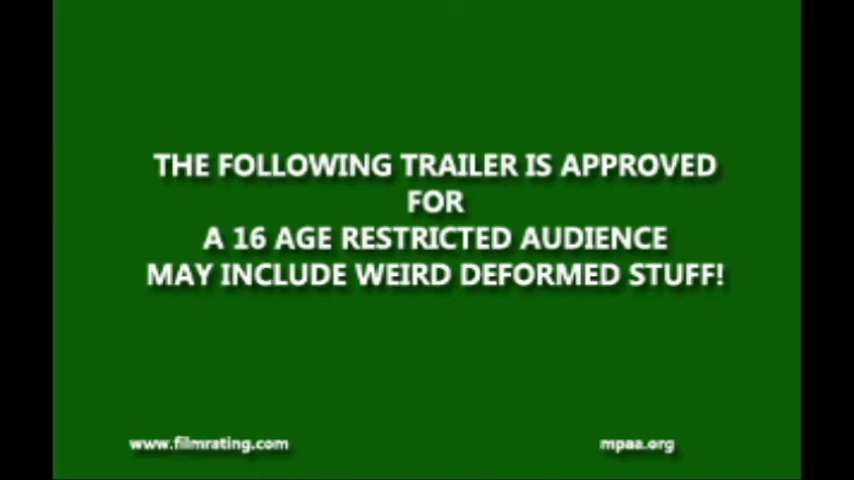 THE FOLLOWING TRAILER IS APPROVED
FOR
A 16 AGE RESTRICTED AUDIENCE
MAY INCLUDE WEIRD DEFORMED STUFF!
www.filmrating.com
mpaa.org